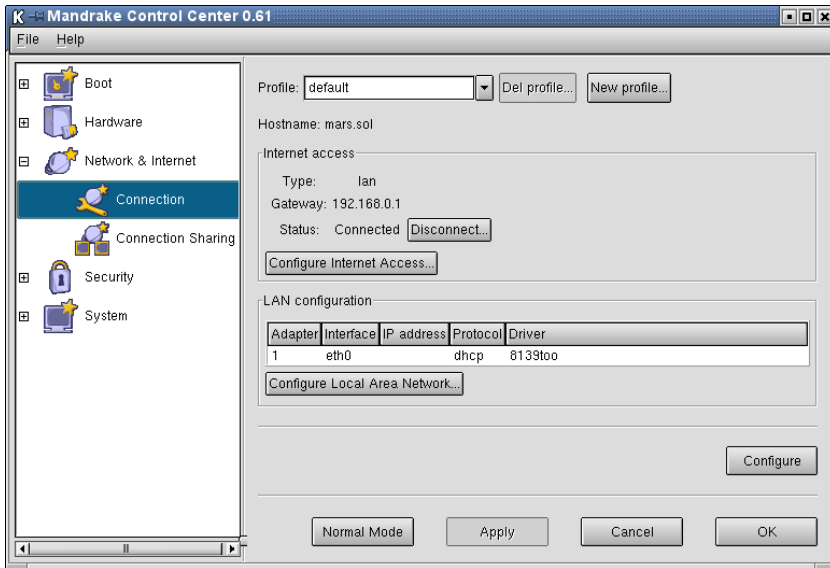 Mandrake Control Center 0.61
File Help
Boot
Hardware
Network & Internet
Connection
Connection Sharing
Security
System
Profile: default Del profile... New profile...
Hostname: mars.sol
Internet access
Type: lan
Gateway: 192.168.0.1
Status: Connected Disconnect...
Configure Internet Access...
LAN configuration
Adapter Interface IP address Protocol Driver
1 eth0 dhcp 8139too
Configure Local Area Network...
Configure
Normal Mode Apply Cancel OK